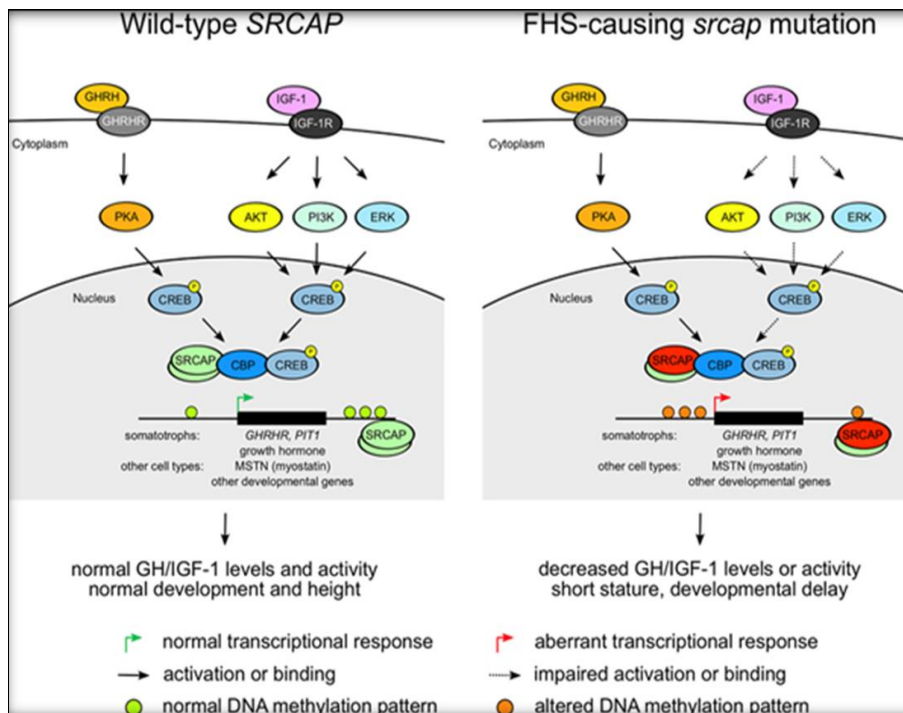 Wild-type SRCAP
GHRH
GHRHR
IGF-1
IGF-1R
Cytoplasm
PKA
AKT
PI3K
ERK
Nucleus
CREB
P
CREB
P
SRCAP
CBP
CREB
P
SRCAP
somatotrophs:
GHRHR, PIT1
growth hormone
other cell types:
MSTN (myostatin)
other developmental genes
normal GH/IGF-1 levels and activity
normal development and height
normal transcriptional response
activation or binding
normal DNA methylation pattern
FHS-causing srcap mutation
GHRH
GHRHR
IGF-1
IGF-1R
Cytoplasm
PKA
AKT
PI3K
ERK
Nucleus
CREB
P
CREB
P
SRCAP
CBP
CREB
P
SRCAP
somatotrophs:
GHRHR, PIT1
growth hormone
other cell types:
MSTN (myostatin)
other developmental genes
decreased GH/IGF-1 levels or activity
short stature, developmental delay
aberrant transcriptional response
impaired activation or binding
altered DNA methylation pattern